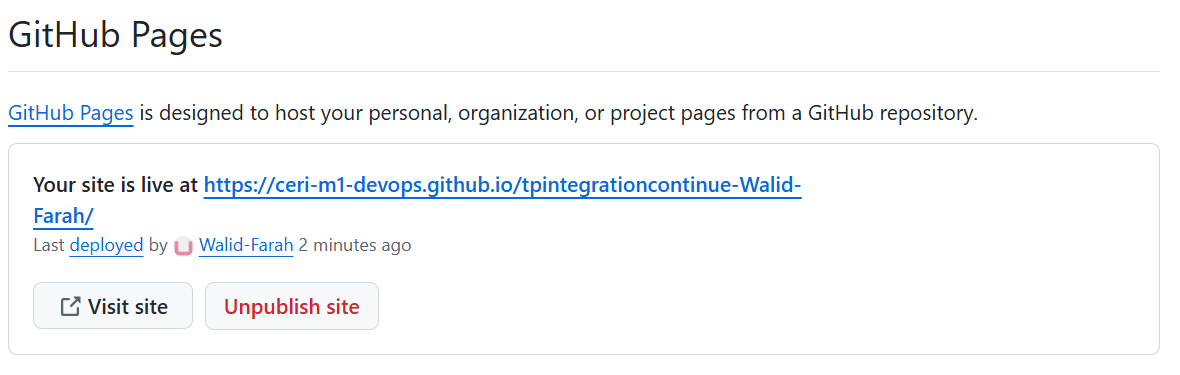 GitHub Pages
GitHub Pages is designed to host your personal, organization, or project pages from a GitHub repository.
Your site is live at https://ceri-m1-devops.github.io/tpintegrationcontinue-Walid-
Farah/
Last deployed by Walid-Farah 2 minutes ago
Visit site Unpublish site